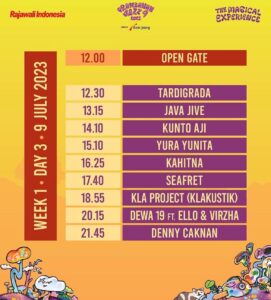 Rajawali Indonesia
PRAMBANAN
JAZZ
THE MAGICAL
EXPERIENCE
WEEK 1 • DAY 3 • 9 JULY 2023
12.00 OPEN GATE
12.30 TARDIGRADA
13.15 JAVA JIVE
14.10 KUNTO AJI
15.10 YURA YUNITA
16.25 KAHITNA
17.40 SEAFRET
18.55 KLA PROJECT (KLAKUSTIK)
20.15 DEWA 19 FT. ELLO & VIRZHA
21.45 DENNY CAKNAN